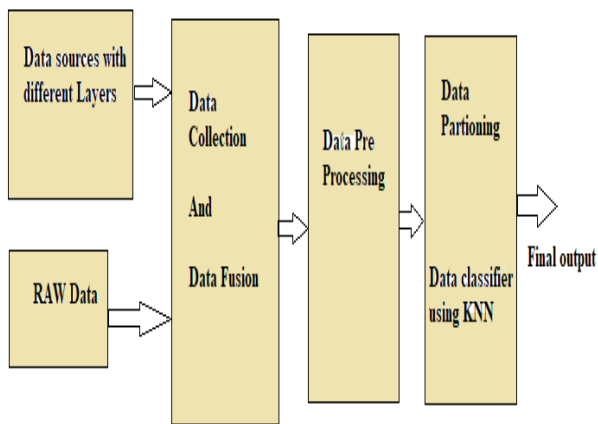 Data sources with
different Layers
RAW Data
Data
Collection
And
Data Fusion
Data Pre
Processing
Data
Partioning
Data classifier
using KNN
Final output